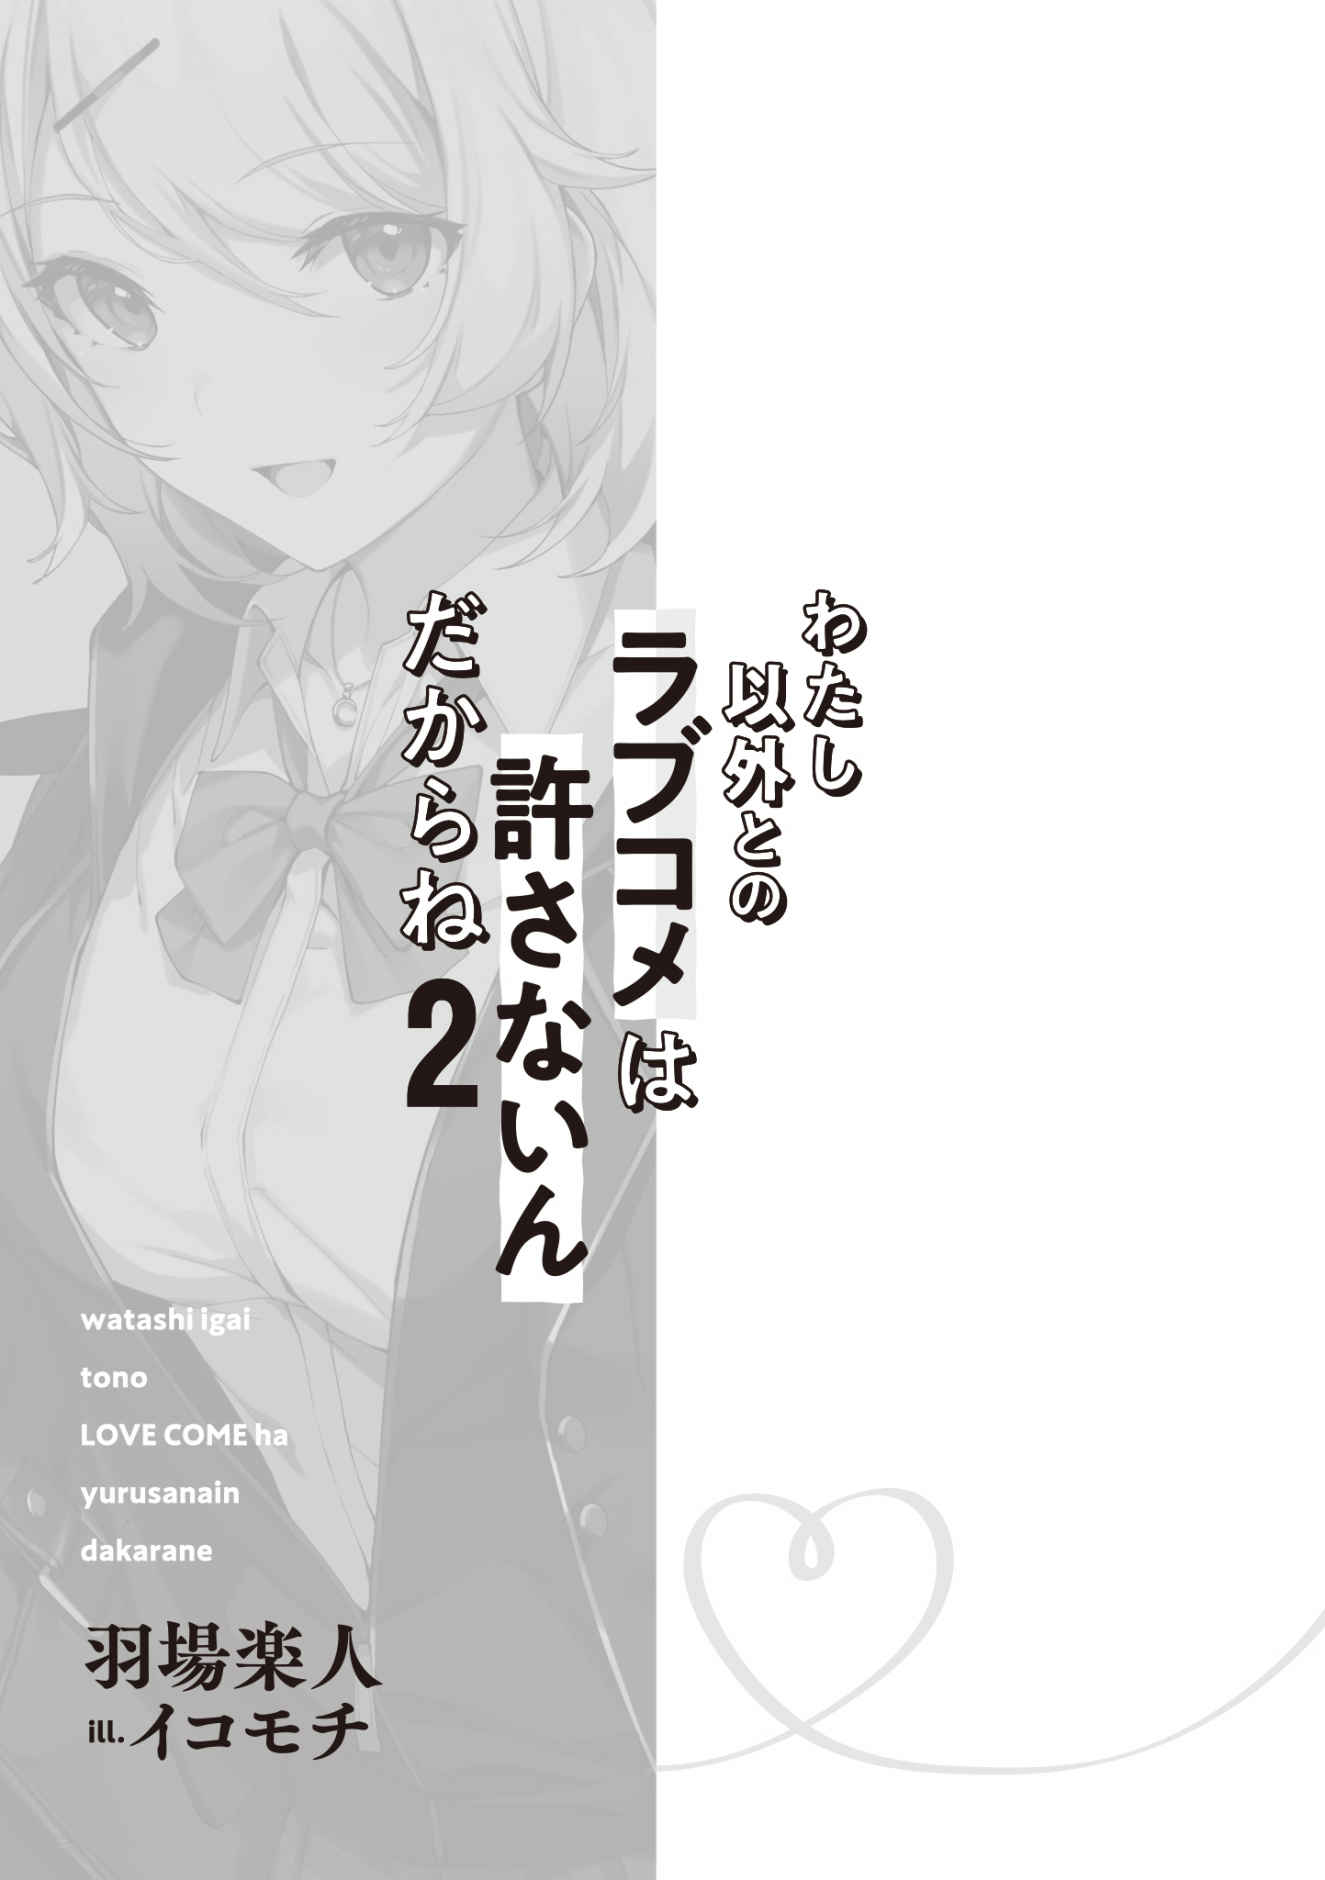 わたし
以外との
ラブコメは
許さないん
だからね2
watashi igai
tono
LOVE COME ha
yurusanain
dakarane
羽場楽人
ill.イコモチ